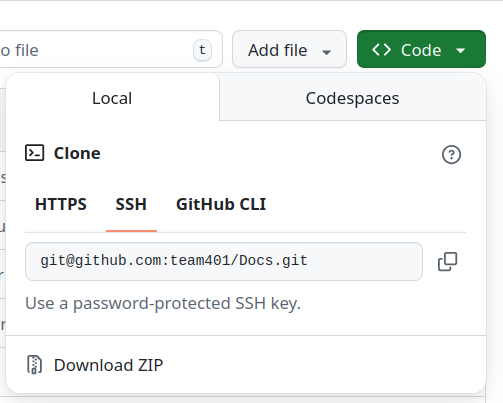 o file t Add file Code
Local Codespaces
Clone
HTTPS SSH GitHub CLI
git@github.com:team401/Docs.git
Use a password-protected SSH key.
Download ZIP